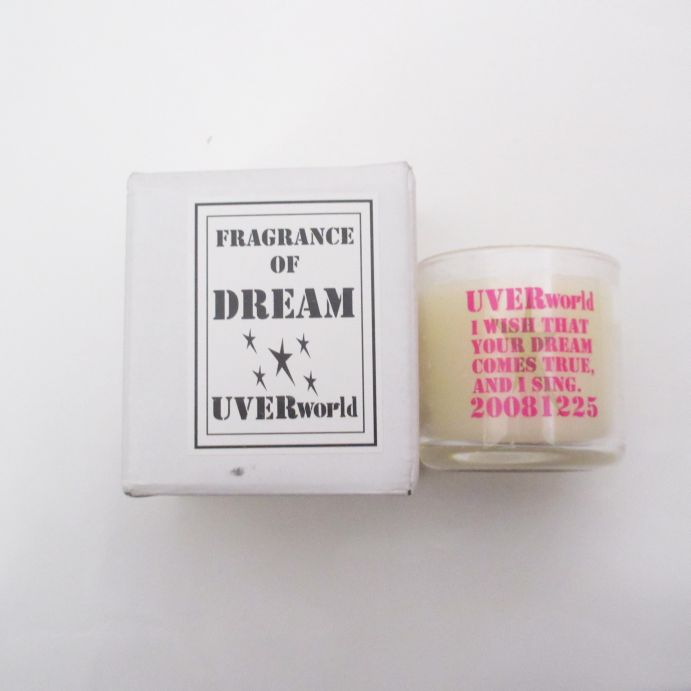 FRAGRANCE
OF
DREAM
UVERworld
UVERworld
I WISH THAT
YOUR DREAM
COMES TRUE,
AND I SING.
20081225